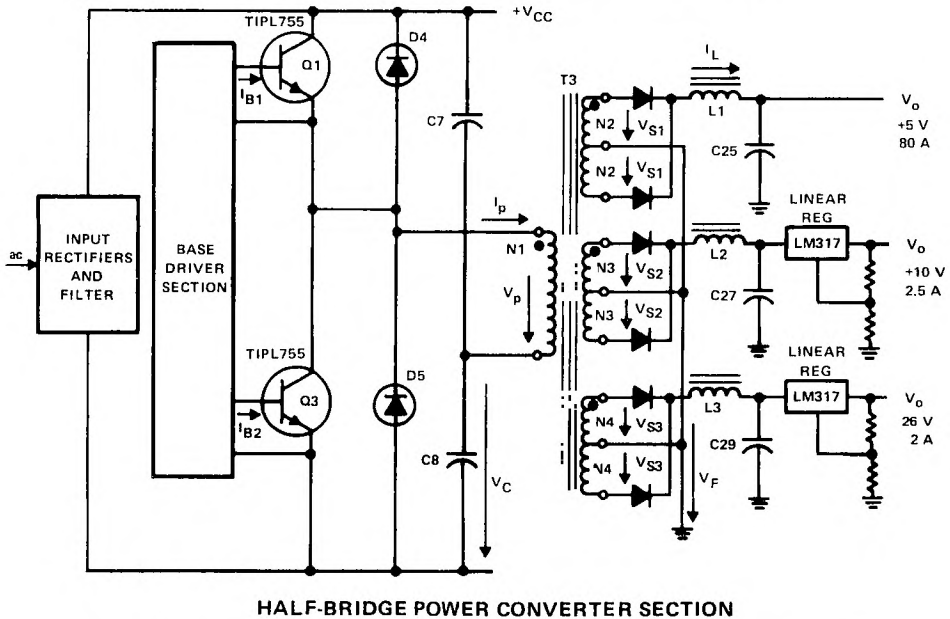 TIPL755
+VCC
Q1
IB1
D4
C7
T3
IL
L1
N2
VS1
N2
VS1
C25
Vo
+5 V
80 A
ac
INPUT
RECTIFIERS
AND
FILTER
BASE
DRIVER
SECTION
Ip
N1
Vp
N3
VS2
N3
VS2
L2
C27
LINEAR
REG
LM317
Vo
+10 V
2.5 A
TIPL755
Q3
IB2
D5
C8
VC
N4
VS3
N4
VS3
L3
C29
VF
LINEAR
REG
LM317
Vo
26 V
2 A
HALF-BRIDGE POWER CONVERTER SECTION